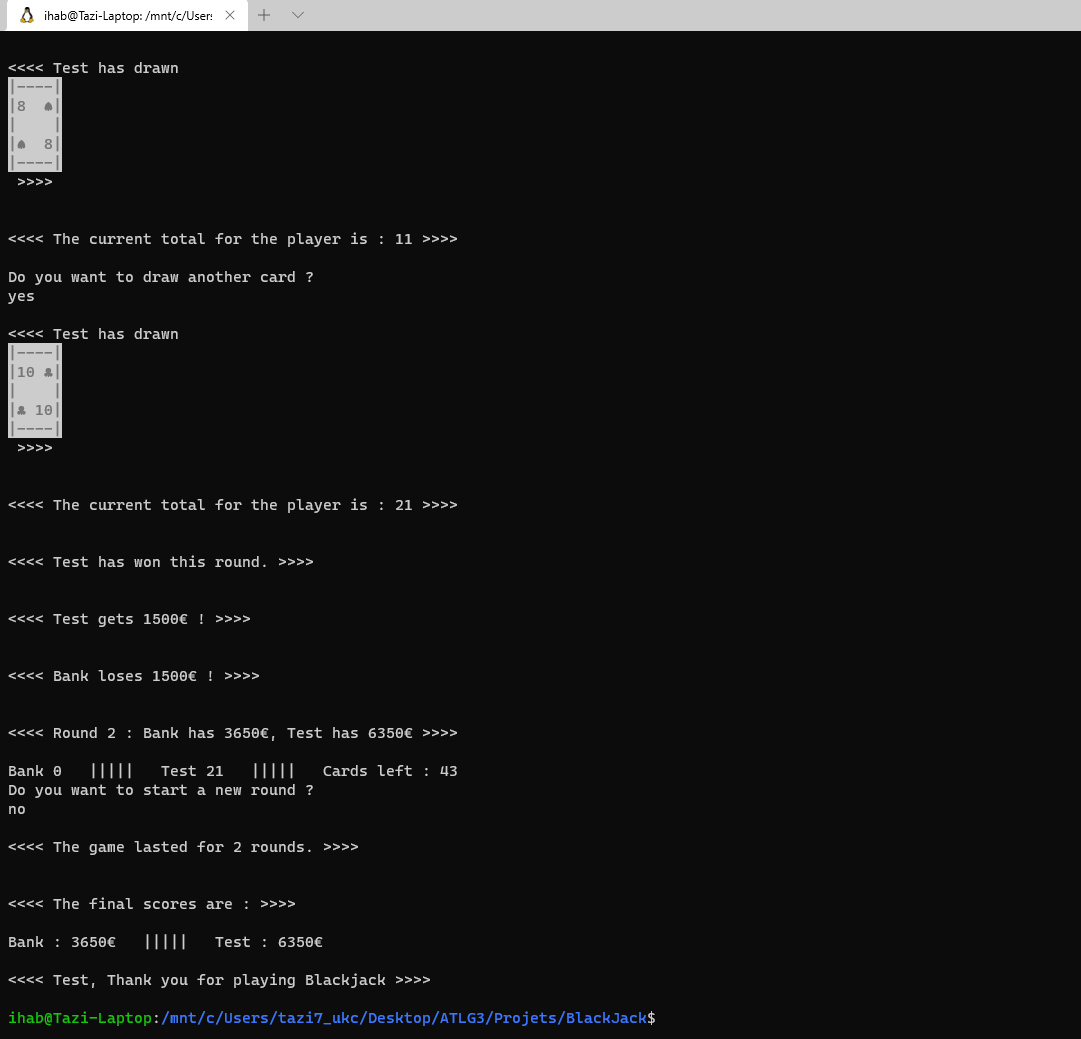 ihab@Tazi-Laptop: /mnt/c/Users
<<<< Test has drawn
|----|
|8  ♠|
|    |
|♠  8|
|----|
 >>>>
<<<< The current total for the player is : 11 >>>>
Do you want to draw another card ?
yes
<<<< Test has drawn
|----|
|10 ♣|
|    |
|♣ 10|
|----|
 >>>>
<<<< The current total for the player is : 21 >>>>
<<<< Test has won this round. >>>>
<<<< Test gets 1500€ ! >>>>
<<<< Bank loses 1500€ ! >>>>
<<<< Round 2 : Bank has 3650€, Test has 6350€ >>>>
Bank 0   |||||   Test 21   |||||   Cards left : 43
Do you want to start a new round ?
no
<<<< The game lasted for 2 rounds. >>>>
<<<< The final scores are : >>>>
Bank : 3650€   |||||   Test : 6350€
<<<< Test, Thank you for playing Blackjack >>>>
ihab@Tazi-Laptop:/mnt/c/Users/tazi7_ukc/Desktop/ATLG3/Projets/BlackJack$